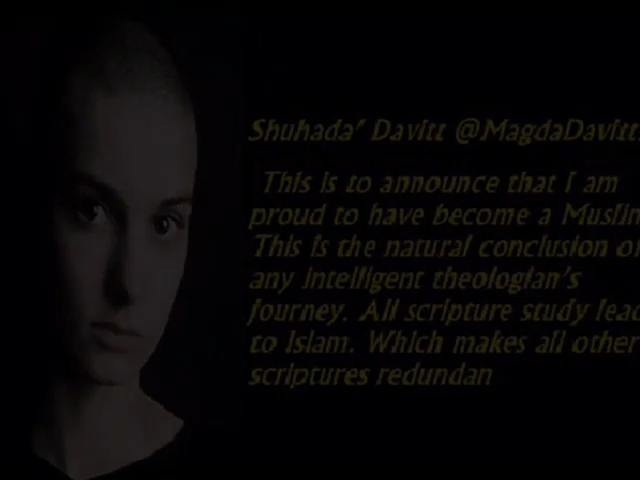 Shuhada' Davitt @MagdaDavitt
This is to announce that I am
proud to have become a Muslim
This is the natural conclusion of
any intelligent theologian's
journey. All scripture study lead
to Islam. Which makes all other
scriptures redundan